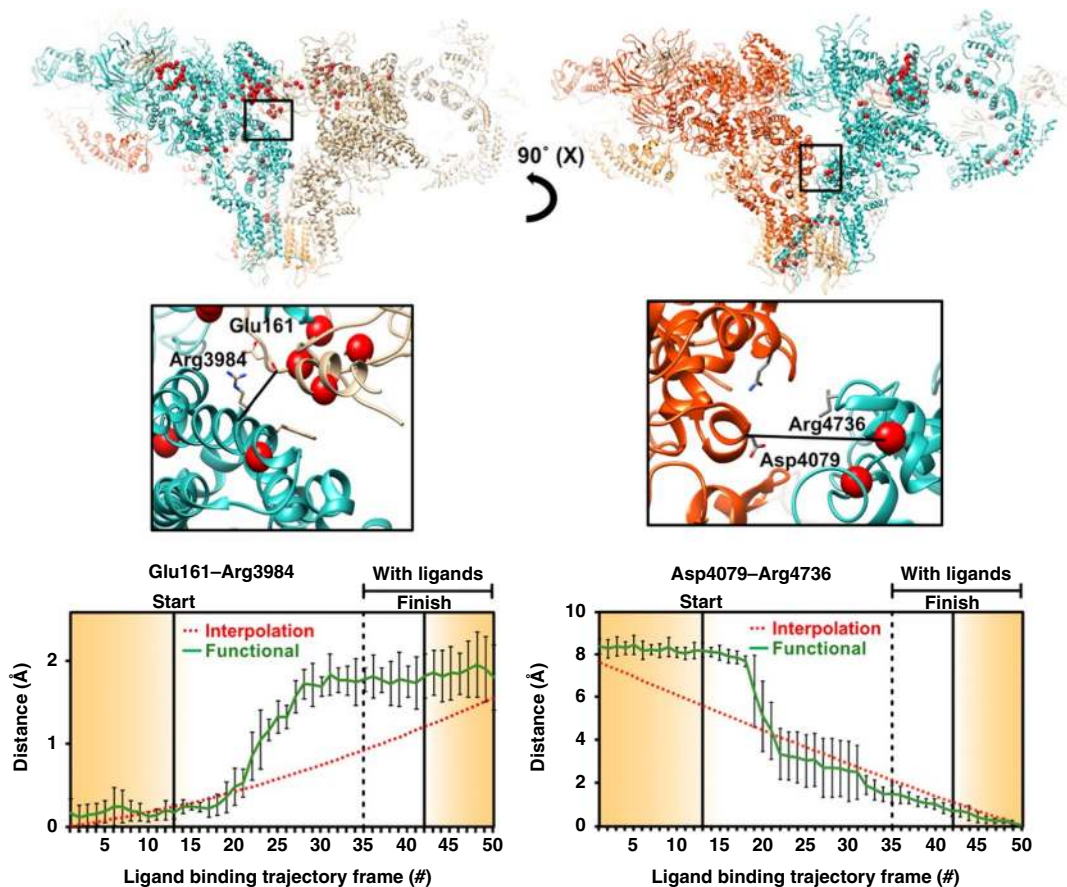 90° (X)
Glu161
Arg3984
Arg4736
Asp4079
Glu161–Arg3984
With ligands
Start
Finish
Interpolation
Functional
Distance (Å)
2
1
0
5 10 15 20 25 30 35 40 45 50
Ligand binding trajectory frame (#)
Asp4079–Arg4736
With ligands
Start
Finish
Interpolation
Functional
Distance (Å)
10
8
6
4
2
0
5 10 15 20 25 30 35 40 45 50
Ligand binding trajectory frame (#)